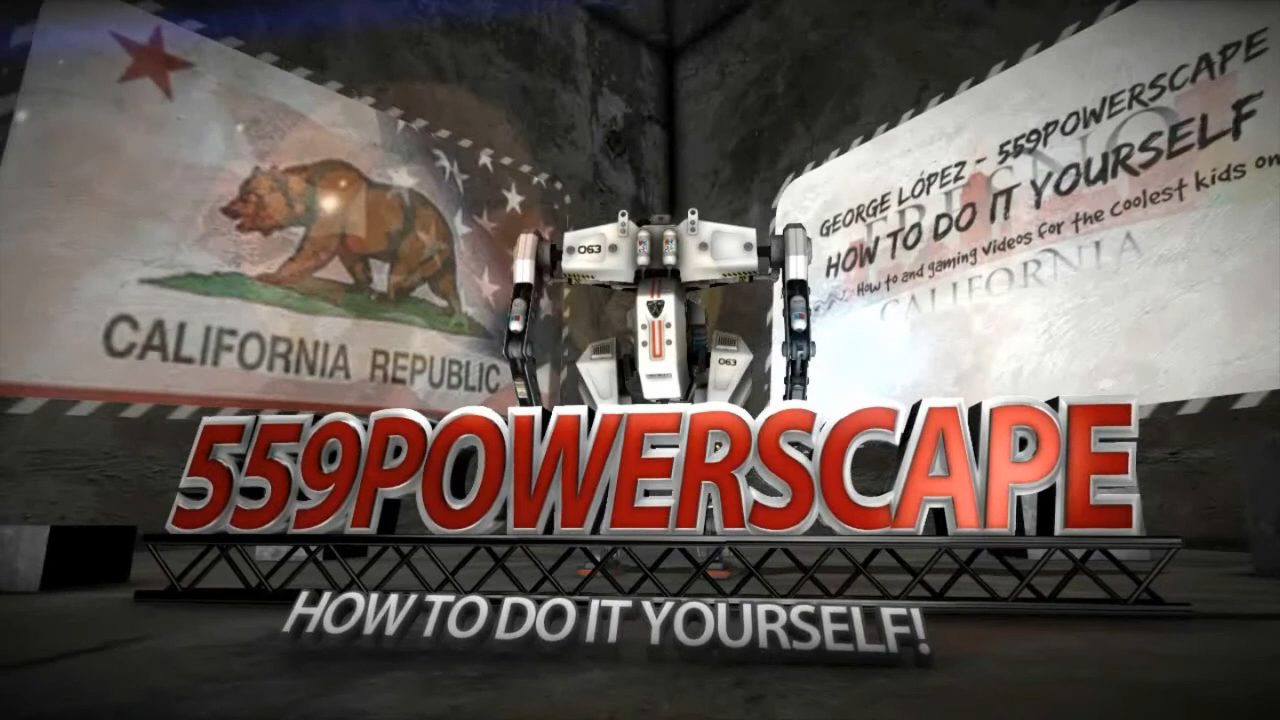 CALIFORNIA REPUBLIC
GEORGE LÓPEZ - 559POWERSCAPE
FRESNO
HOW TO DO IT YOURSELF
How to and gaming videos for the coolest kids on
CALIFORNIA
063
063
559POWERSCAPE
HOW TO DO IT YOURSELF!